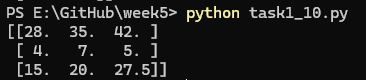 PS E:\GitHub\week5> python task1_10.py
[[28.  35.  42. ]
 [ 4.   7.   5. ]
 [15.  20.  27.5]]